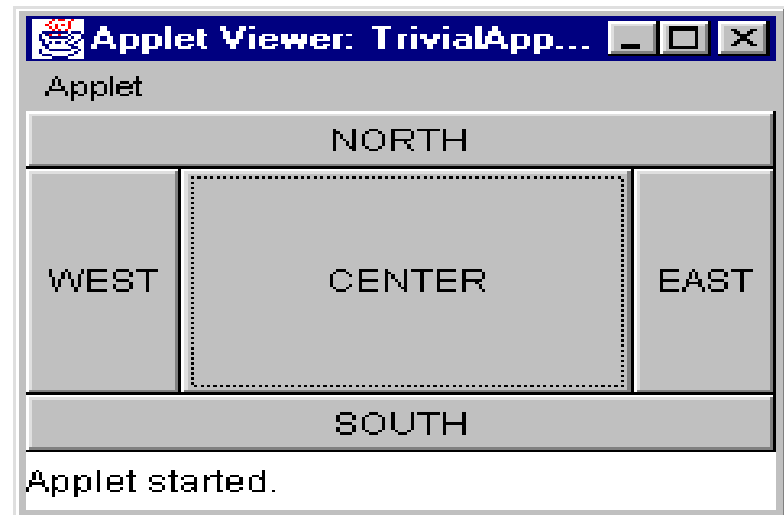 Applet Viewer: TrivialApp...
Applet
NORTH
WEST CENTER EAST
SOUTH
Applet started.